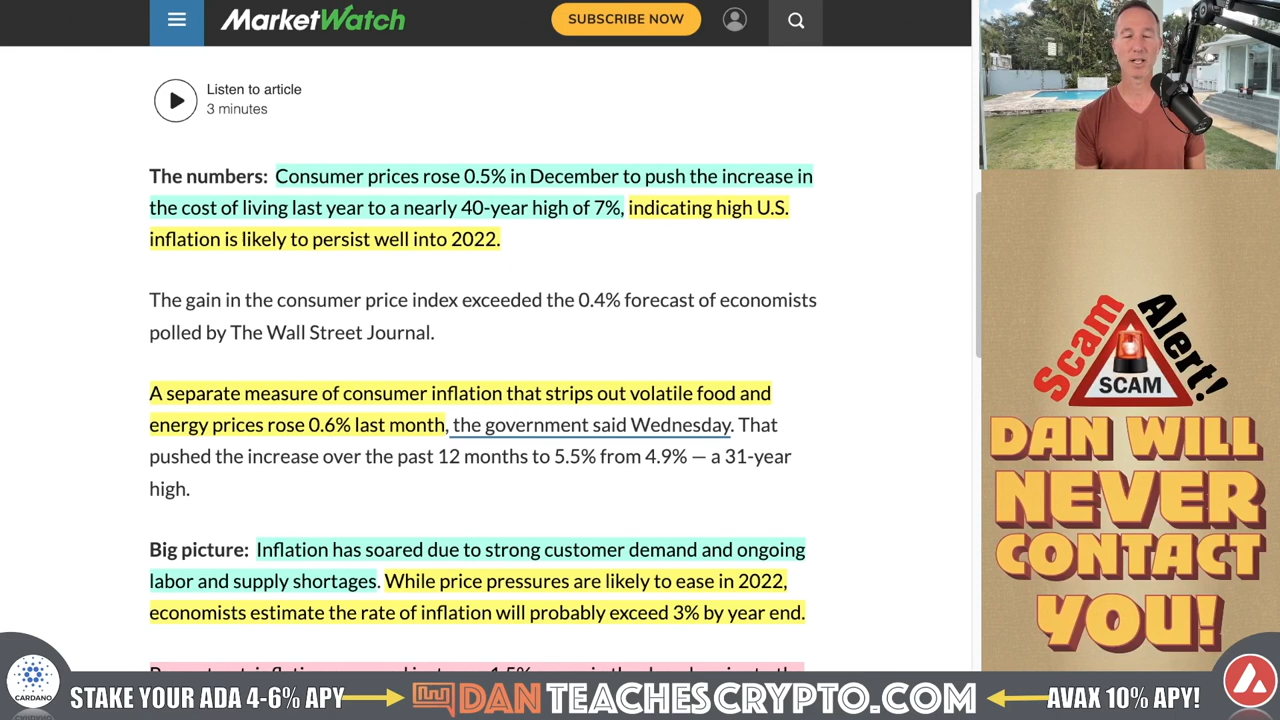 MarketWatch
SUBSCRIBE NOW
Listen to article
3 minutes
The numbers: Consumer prices rose 0.5% in December to push the increase in
the cost of living last year to a nearly 40-year high of 7%, indicating high U.S.
inflation is likely to persist well into 2022.
The gain in the consumer price index exceeded the 0.4% forecast of economists
polled by The Wall Street Journal.
A separate measure of consumer inflation that strips out volatile food and
energy prices rose 0.6% last month, the government said Wednesday. That
pushed the increase over the past 12 months to 5.5% from 4.9% — a 31-year
high.
Big picture: Inflation has soared due to strong customer demand and ongoing
labor and supply shortages. While price pressures are likely to ease in 2022,
economists estimate the rate of inflation will probably exceed 3% by year end.
Scam Alert!
SCAM
DAN WILL
NEVER
CONTACT
YOU!
CARDANO
STAKE YOUR ADA 4-6% APY
DANTEACHESCRYPTO.COM
AVAX 10% APY!